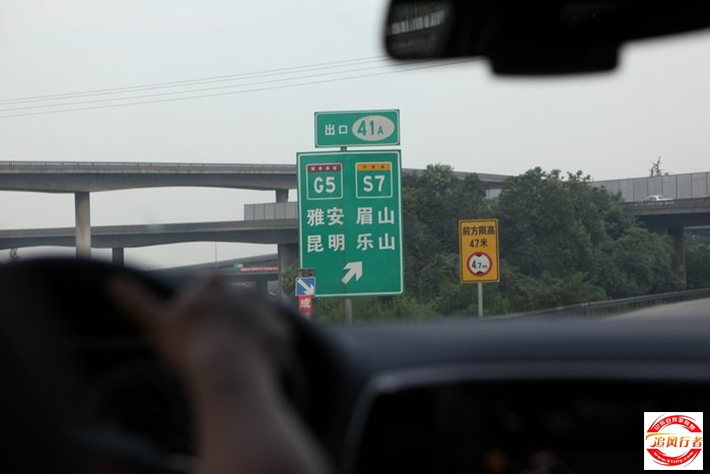 出口 41A
G5 S7
雅安 眉山
昆明 乐山
前方限高
4.7米
4.7m
成
追风行者